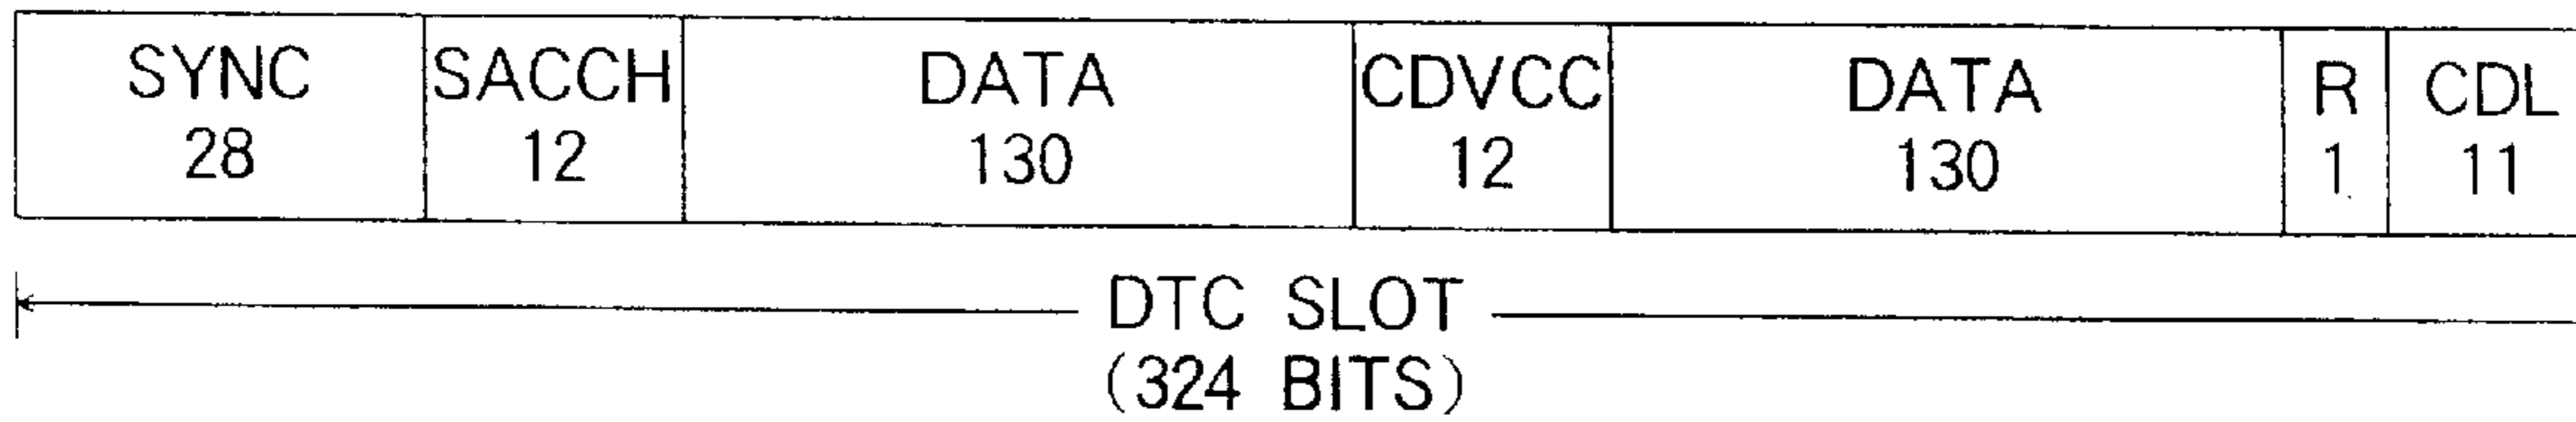 SYNC SACCH DATA CDVCC DATA R CDL
28 12 130 12 130 1 11
DTC SLOT
(324 BITS)